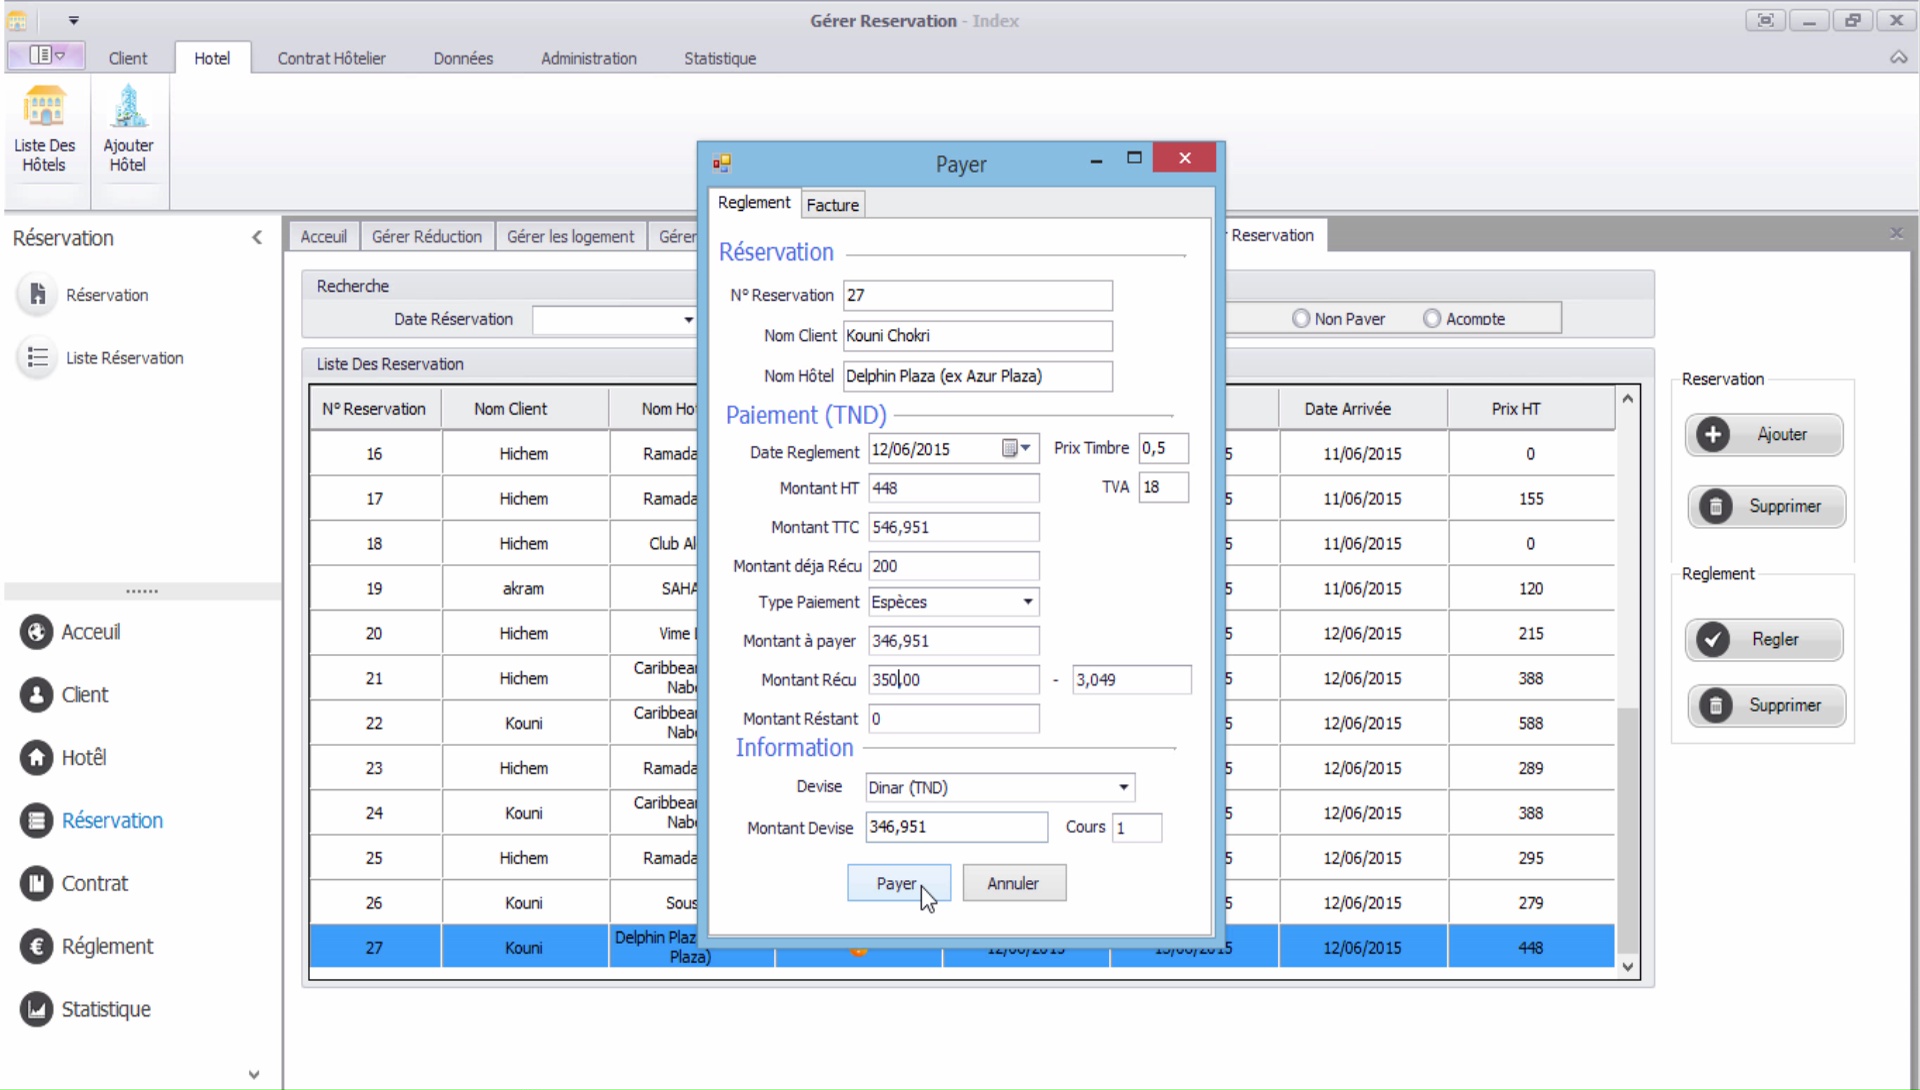 Gérer Reservation - Index
Client
Hotel
Contrat Hôtelier
Données
Administration
Statistique
Liste Des
Hôtels
Ajouter
Hôtel
Réservation
Réservation
Liste Réservation
Acceuil
Client
Hotêl
Réservation
Contrat
Réglement
Statistique
Acceuil
Gérer Réduction
Gérer les logement
Gérer
Reservation
Recherche
Date Réservation
Non Payer
Acompte
Liste Des Reservation
N° Reservation Nom Client Nom Ho Date Arrivée Prix HT
16 Hichem Ramada 5 11/06/2015 0
17 Hichem Ramada 5 11/06/2015 155
18 Hichem Club Al 5 11/06/2015 0
19 akram SAHA 5 11/06/2015 120
20 Hichem Vime 5 12/06/2015 215
21 Hichem Caribbea 5 12/06/2015 388
Nab
22 Kouni Caribbea 5 12/06/2015 588
Nab
23 Hichem Ramada 5 12/06/2015 289
24 Kouni Caribbea 5 12/06/2015 388
Nab
25 Hichem Ramada 5 12/06/2015 295
26 Kouni Sous 5 12/06/2015 279
27 Kouni Delphin Plaz 12/06/2015 15/06/2015 12/06/2015 448
Plaza)
Reservation
Ajouter
Supprimer
Reglement
Regler
Supprimer
Payer
Reglement
Facture
Réservation
N° Reservation 27
Nom Client Kouni Chokri
Nom Hôtel Delphin Plaza (ex Azur Plaza)
Paiement (TND)
Date Reglement 12/06/2015 Prix Timbre 0,5
Montant HT 448 TVA 18
Montant TTC 546,951
Montant déja Récu 200
Type Paiement Espèces
Montant à payer 346,951
Montant Récu 350,00 - 3,049
Montant Réstant 0
Information
Devise Dinar (TND)
Montant Devise 346,951 Cours 1
Payer
Annuler